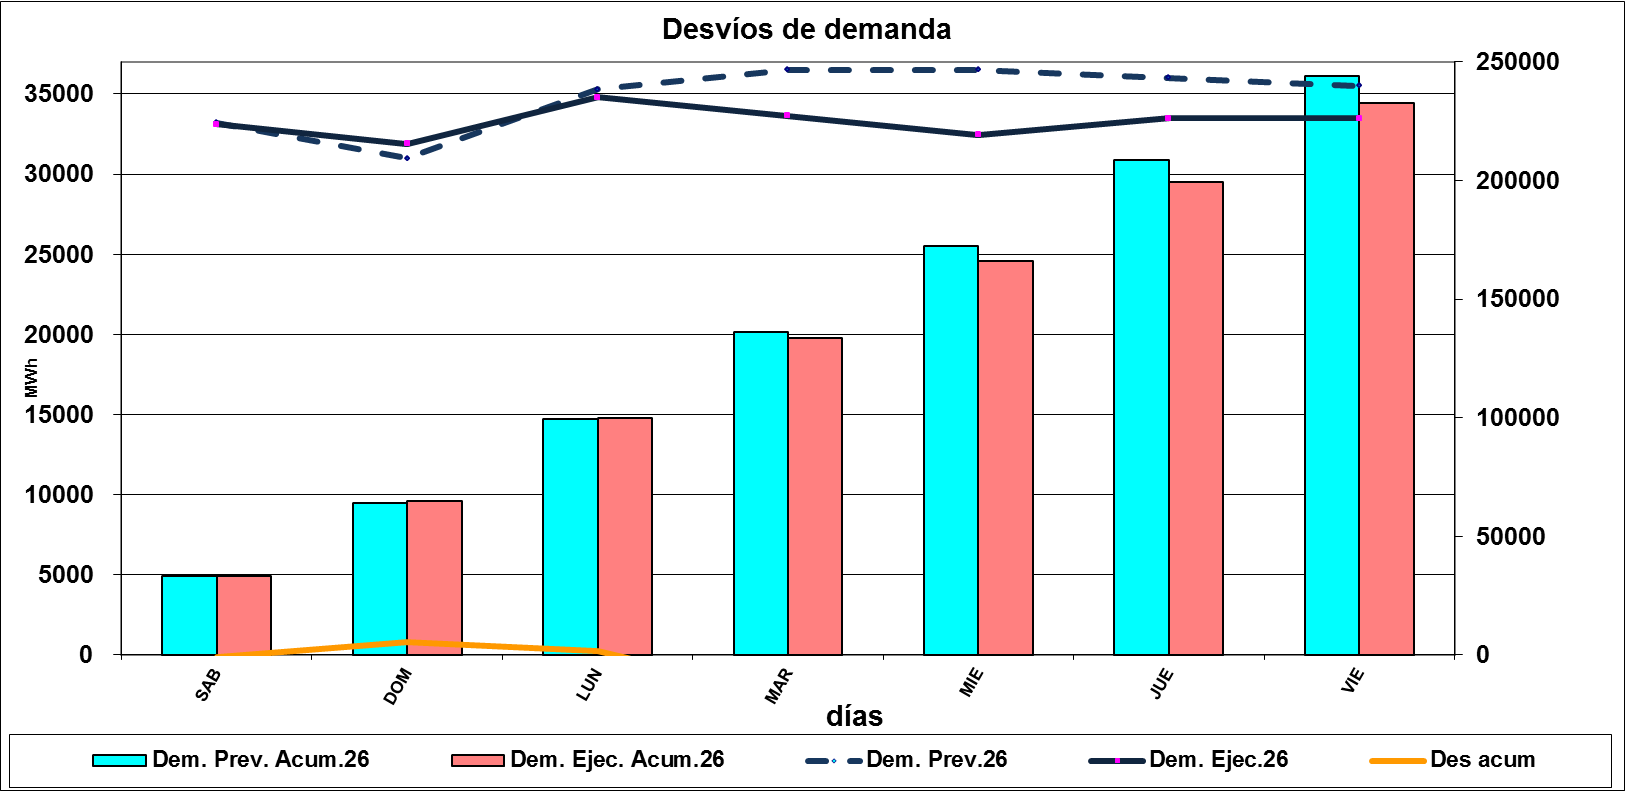 Desvíos de demanda
35000
30000
25000
20000
15000
10000
5000
0
MWh
250000
200000
150000
100000
50000
0
SAB
DOM
LUN
MAR
MIE
JUE
VIE
días
Dem. Prev. Acum.26
Dem. Ejec. Acum.26
Dem. Prev.26
Dem. Ejec.26
Des acum